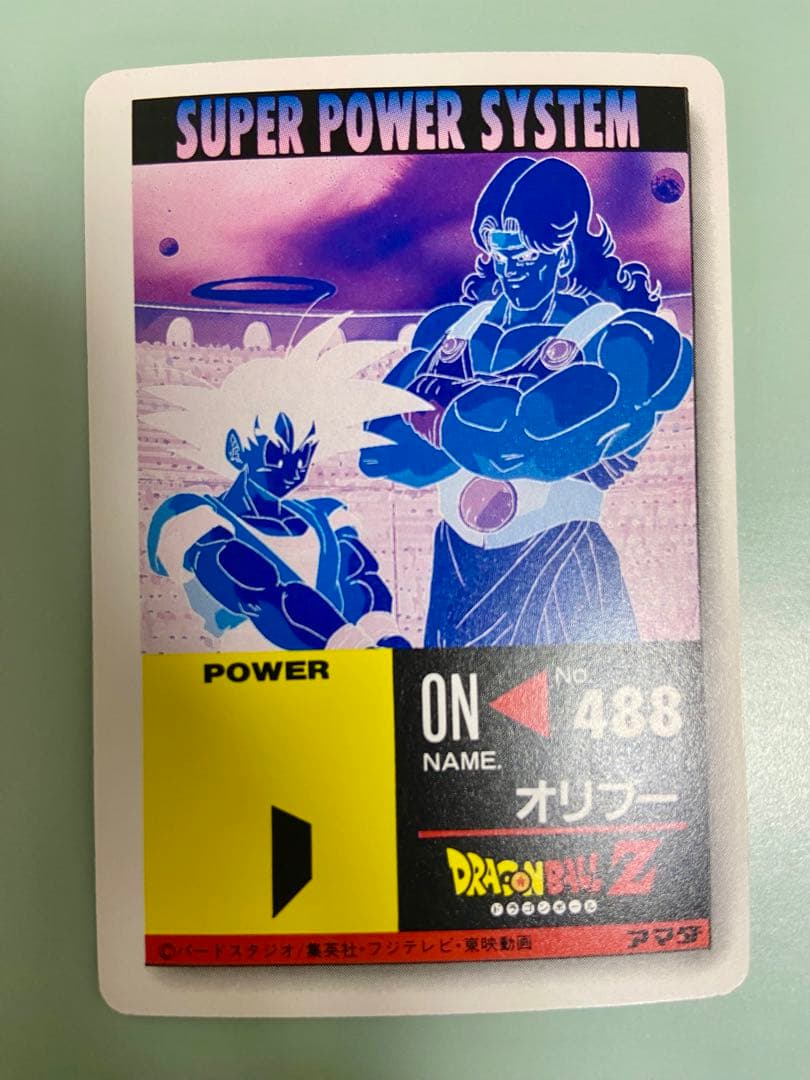 SUPER POWER SYSTEM
POWER
ON
No
488
NAME.
オリブー
DRAGON BALL Z
ドラゴンボール
©バードスタジオ/集英社・フジテレビ・東映動画
アマダ